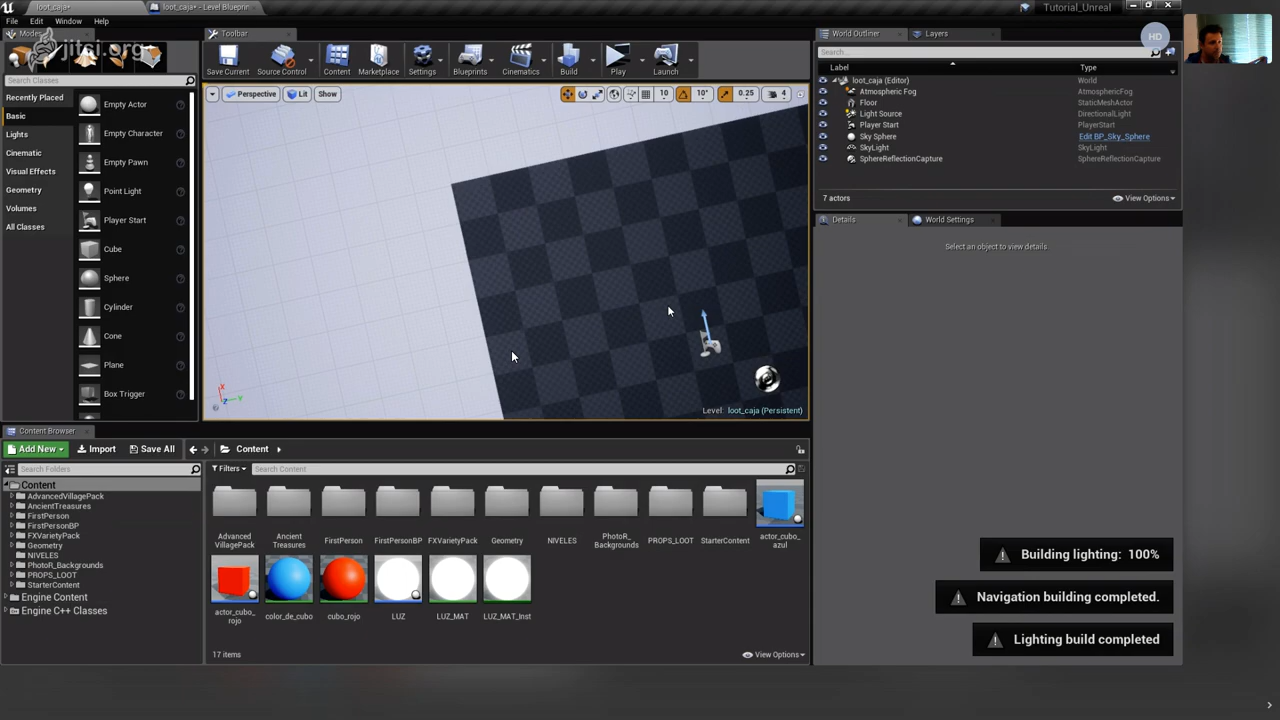 loot_caja*
loot_caja* - Level Blueprin
Tutorial_Unreal
File Edit Window Help
Modes
jitsi.org
Search Classes
Recently Placed
Basic
Lights
Cinematic
Visual Effects
Geometry
Volumes
All Classes
Empty Actor
Empty Character
Empty Pawn
Point Light
Player Start
Cube
Sphere
Cylinder
Cone
Plane
Box Trigger
Toolbar
Save Current Source Control Content Marketplace Settings Blueprints Cinematics Build Play Launch
Perspective Lit Show
10 10° 0.25 4
X
Y
Z
Level: loot_caja (Persistent)
World Outliner Layers
HD
Search...
Label Type
loot_caja (Editor) World
Atmospheric Fog AtmosphericFog
Floor StaticMeshActor
Light Source DirectionalLight
Player Start PlayerStart
Sky Sphere Edit BP_Sky_Sphere
SkyLight SkyLight
SphereReflectionCapture SphereReflectionCapture
7 actors View Options
Details World Settings
Select an object to view details.
Content Browser
Add New Import Save All Content
Search Folders
Content
AdvancedVillagePack
AncientTreasures
FirstPerson
FirstPersonBP
FXVarietyPack
Geometry
NIVELES
PhotoR_Backgrounds
PROPS_LOOT
StarterContent
Engine Content
Engine C++ Classes
Filters Search Content
Advanced VillagePack
Ancient Treasures
FirstPerson
FirstPersonBP
FXVarietyPack
Geometry
NIVELES
PhotoR_ Backgrounds
PROPS_LOOT
StarterContent
actor_cubo_ azul
actor_cubo_ rojo
color_de_cubo
cubo_rojo
LUZ
LUZ_MAT
LUZ_MAT_Inst
17 items View Options
Building lighting: 100%
Navigation building completed.
Lighting build completed